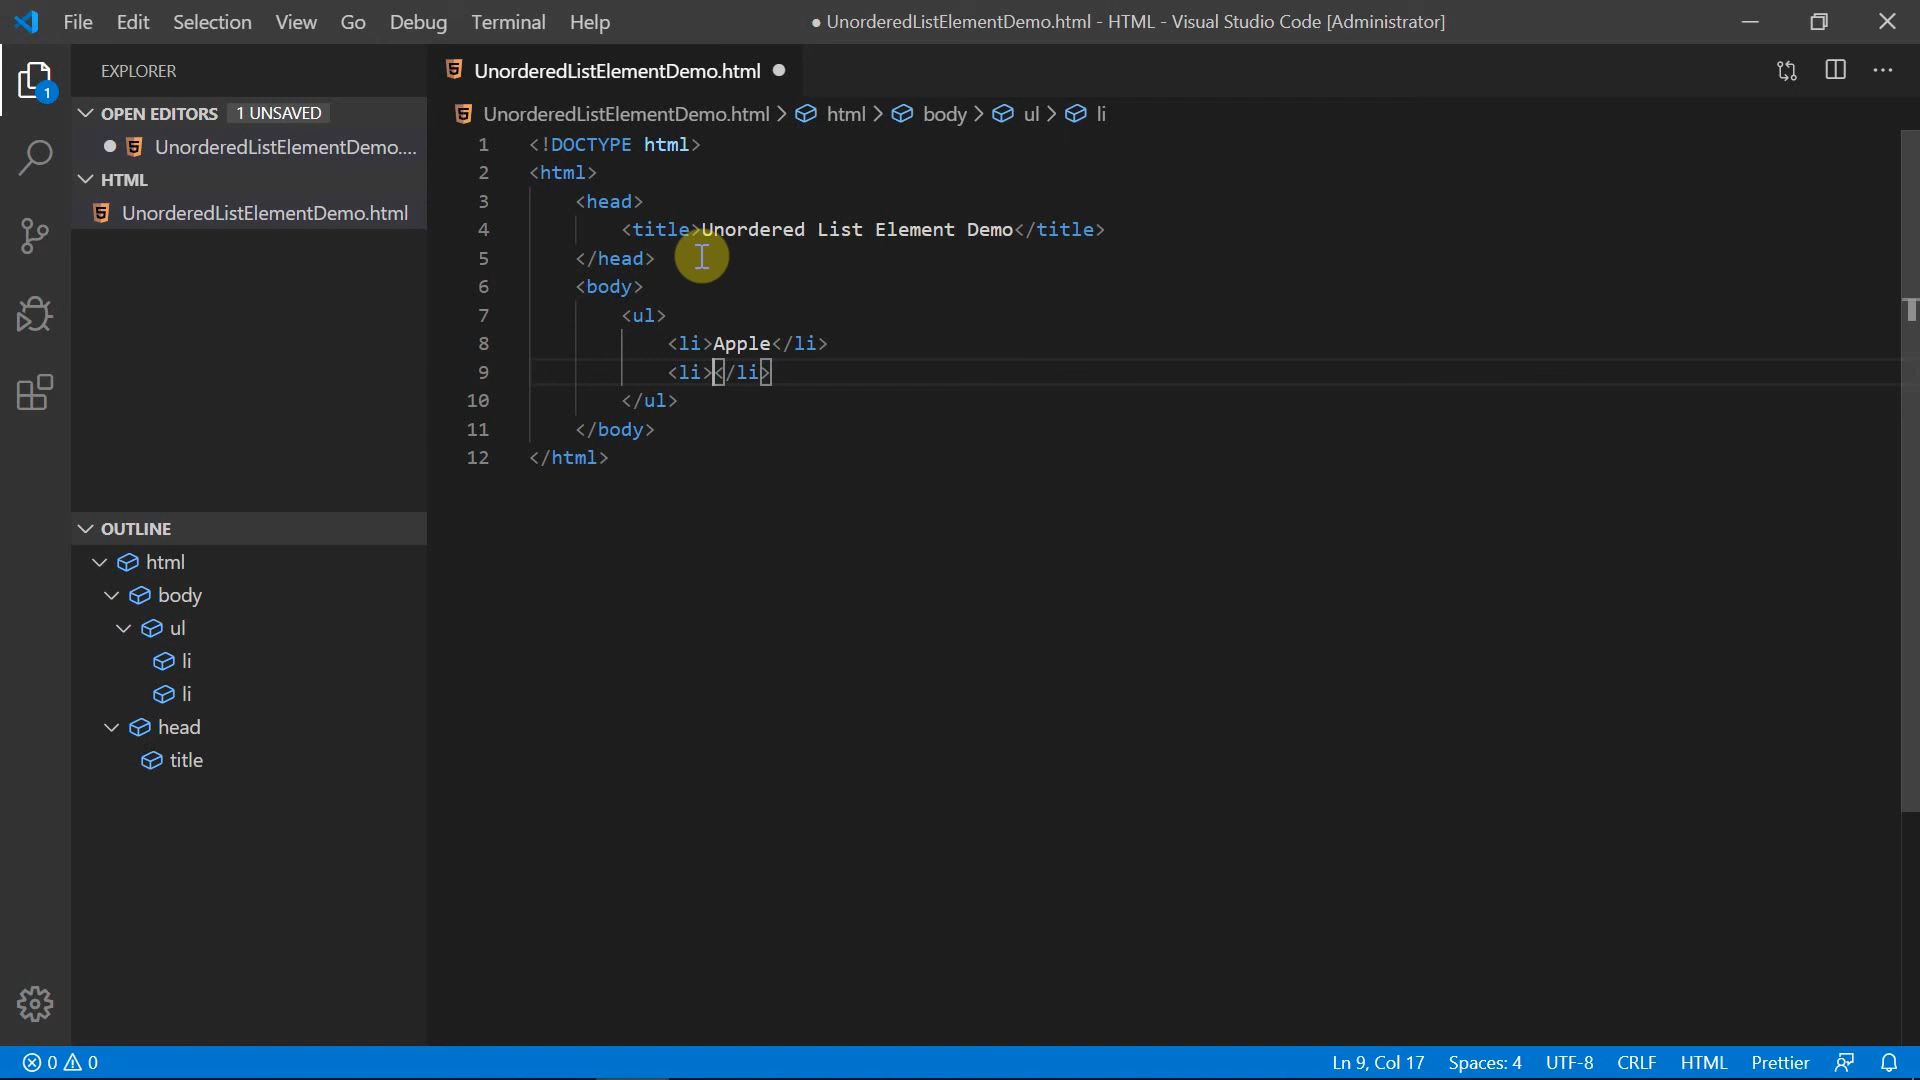 File Edit Selection View Go Debug Terminal Help
● UnorderedListElementDemo.html - HTML - Visual Studio Code [Administrator]
EXPLORER
1
OPEN EDITORS 1 UNSAVED
UnorderedListElementDemo....
HTML
UnorderedListElementDemo.html
OUTLINE
html
body
ul
li
li
head
title
UnorderedListElementDemo.html
UnorderedListElementDemo.html > html > body > ul > li
1 <!DOCTYPE html>
2 <html>
3 <head>
4 <title>Unordered List Element Demo</title>
5 </head>
6 <body>
7 <ul>
8 <li>Apple</li>
9 <li></li>
10 </ul>
11 </body>
12 </html>
0 0
Ln 9, Col 17 Spaces: 4 UTF-8 CRLF HTML Prettier